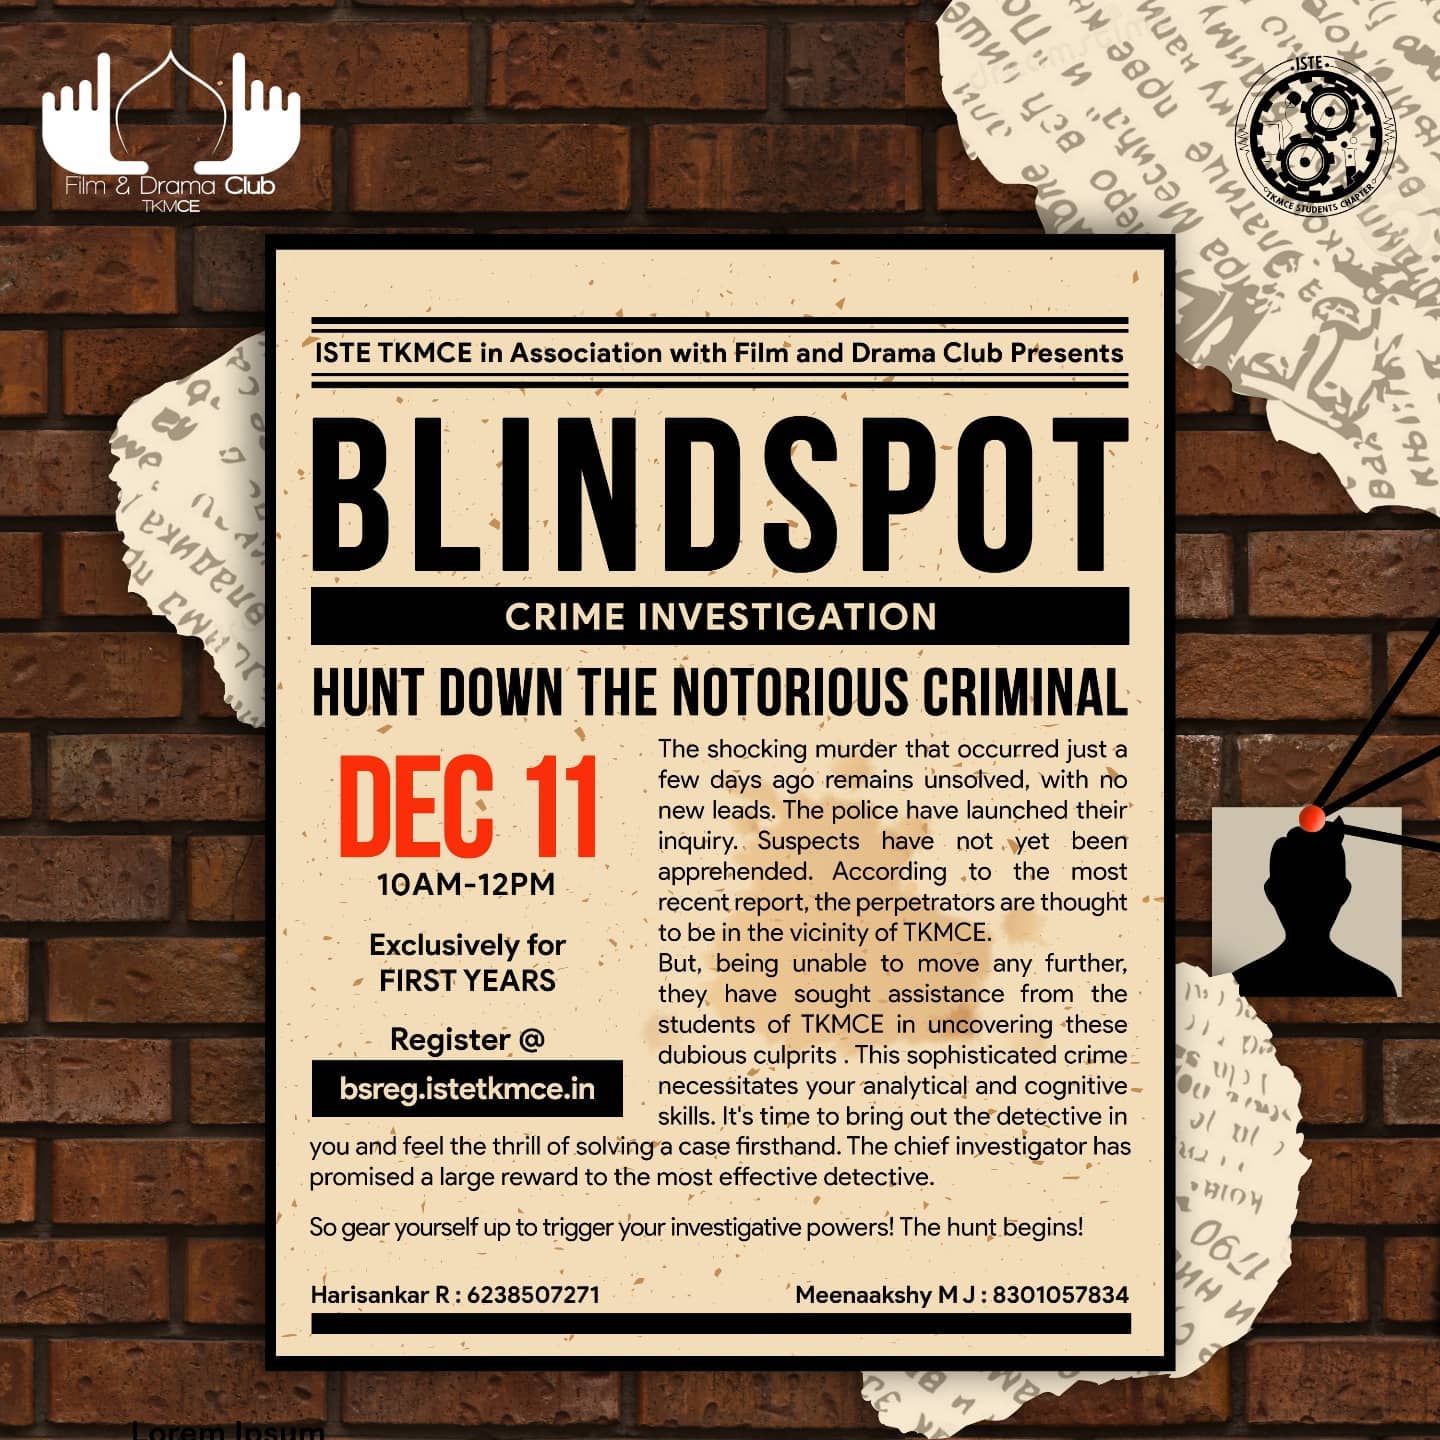 Film & Drama Club
TKMCE
ISTE
TKMCE STUDENTS CHAPTER
ISTE TKMCE in Association with Film and Drama Club Presents
BLINDSPOT
CRIME INVESTIGATION
HUNT DOWN THE NOTORIOUS CRIMINAL
DEC 11
10AM-12PM
Exclusively for
FIRST YEARS
Register @
bsreg.istetkmce.in
The shocking murder that occurred just a
few days ago remains unsolved, with no
new leads. The police have launched their
inquiry. Suspects have not yet been
apprehended. According to the most
recent report, the perpetrators are thought
to be in the vicinity of TKMCE.
But, being unable to move any further,
they have sought assistance from the
students of TKMCE in uncovering these
dubious culprits . This sophisticated crime
necessitates your analytical and cognitive
skills. It's time to bring out the detective in
you and feel the thrill of solving a case firsthand. The chief investigator has
promised a large reward to the most effective detective.
So gear yourself up to trigger your investigative powers! The hunt begins!
Harisankar R : 6238507271
Meenaakshy M J : 8301057834
Lorem Ipsum